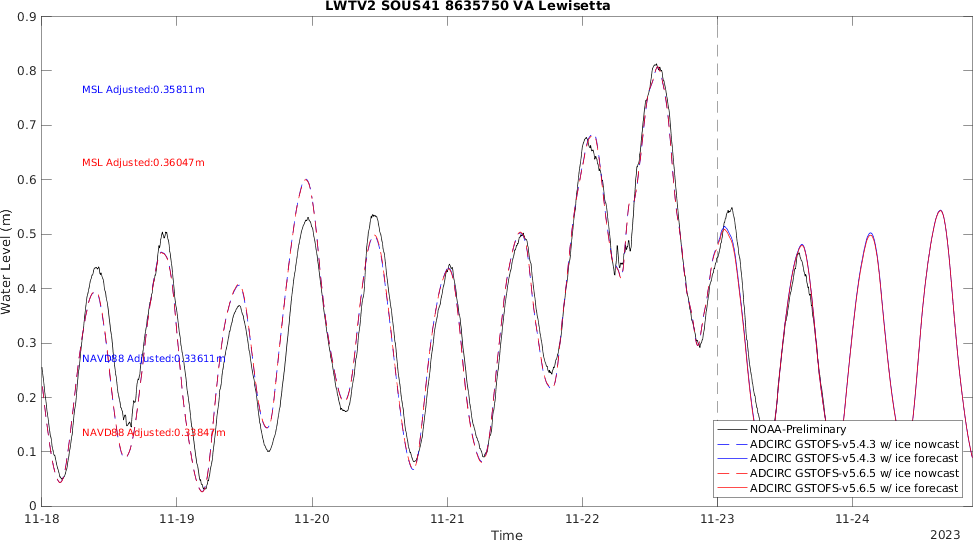 LWTV2 SOUS41 8635750 VA Lewisetta
0.9
0.8
0.7
0.6
0.5
0.4
0.3
0.2
0.1
0
Water Level (m)
MSL Adjusted:0.35811m
MSL Adjusted:0.36047m
NAVD88 Adjusted:0.33611m
NAVD88 Adjusted:0.33847m
NOAA-Preliminary
ADCIRC GSTOFS-v5.4.3 w/ ice nowcast
ADCIRC GSTOFS-v5.4.3 w/ ice forecast
ADCIRC GSTOFS-v5.6.5 w/ ice nowcast
ADCIRC GSTOFS-v5.6.5 w/ ice forecast
11-18 11-19 11-20 11-21 11-22 11-23 11-24
Time
2023